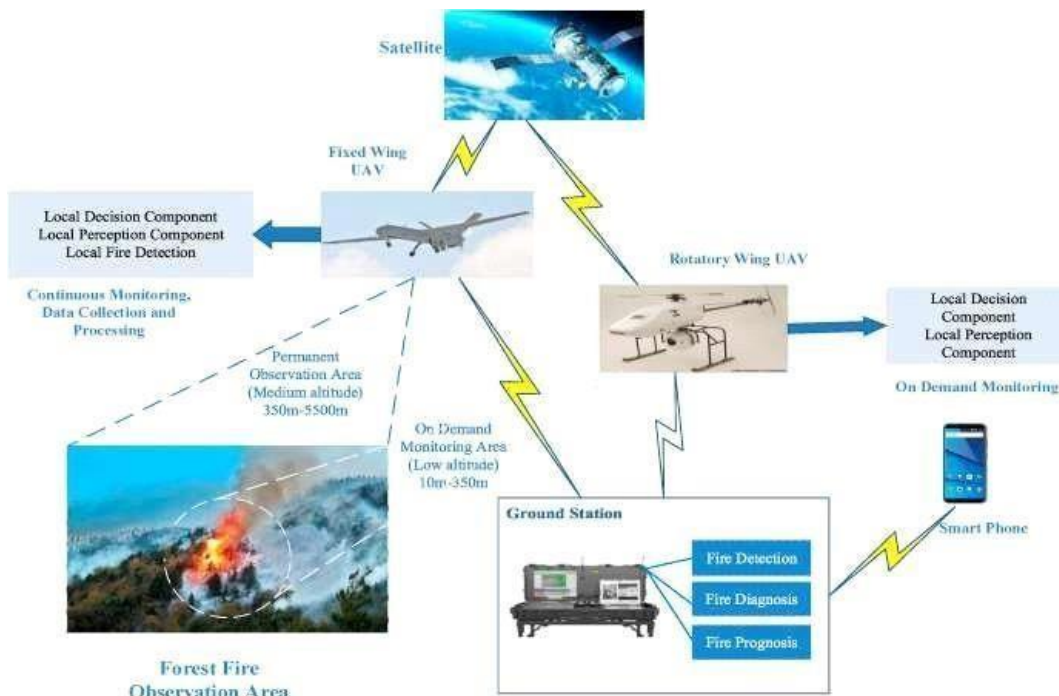 Satellite
Fixed Wing
UAV
Local Decision Component
Local Perception Component
Local Fire Detection
Continuous Monitoring,
Data Collection and
Processing
Rotatory Wing UAV
Local Decision
Component
Local Perception
Component
On Demand Monitoring
Permanent
Observation Area
(Medium altitude)
350m-5500m
On Demand
Monitoring Area
(Low altitude)
10m-350m
Ground Station
Fire Detection
Fire Diagnosis
Fire Prognosis
Smart Phone
Forest Fire
Observation Area